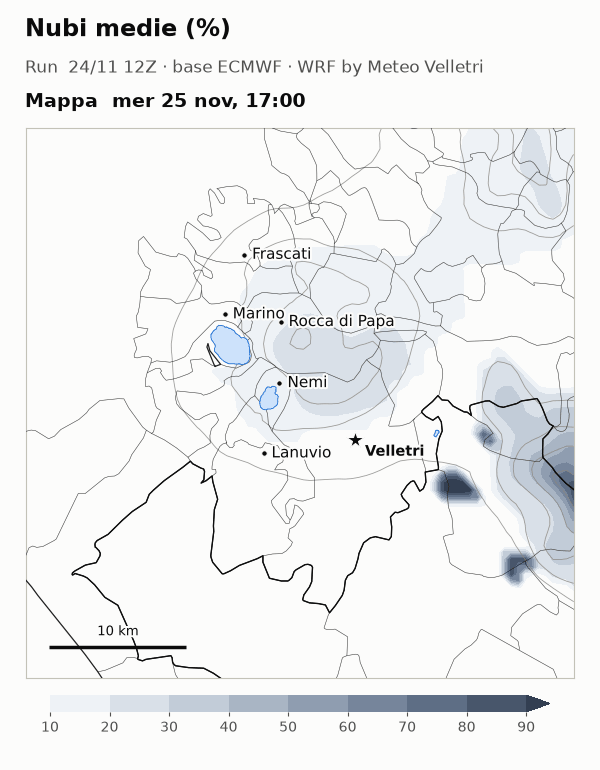 Nubi medie (%)
Run  24/11 12Z · base ECMWF · WRF by Meteo Velletri
Mappa  mer 25 nov, 17:00
Frascati
Marino
Rocca di Papa
Nemi
Velletri
Lanuvio
10 km
10 20 30 40 50 60 70 80 90